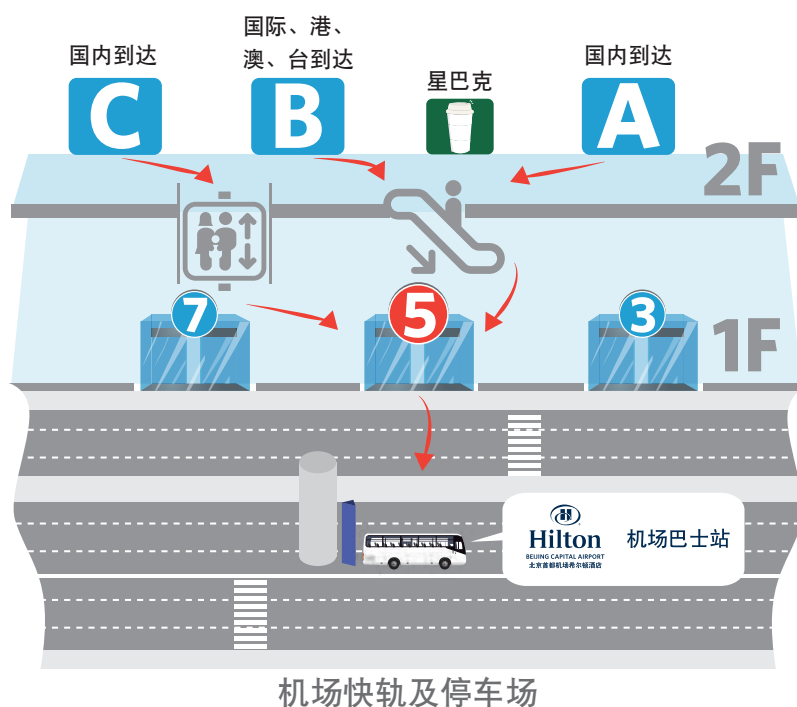 国内到达
国际、港、
澳、台到达
星巴克
国内到达
C
B
A
2F
7
5
3
1F
Hilton
BEIJING CAPITAL AIRPORT
北京首都机场希尔顿酒店
机场巴士站
机场快轨及停车场